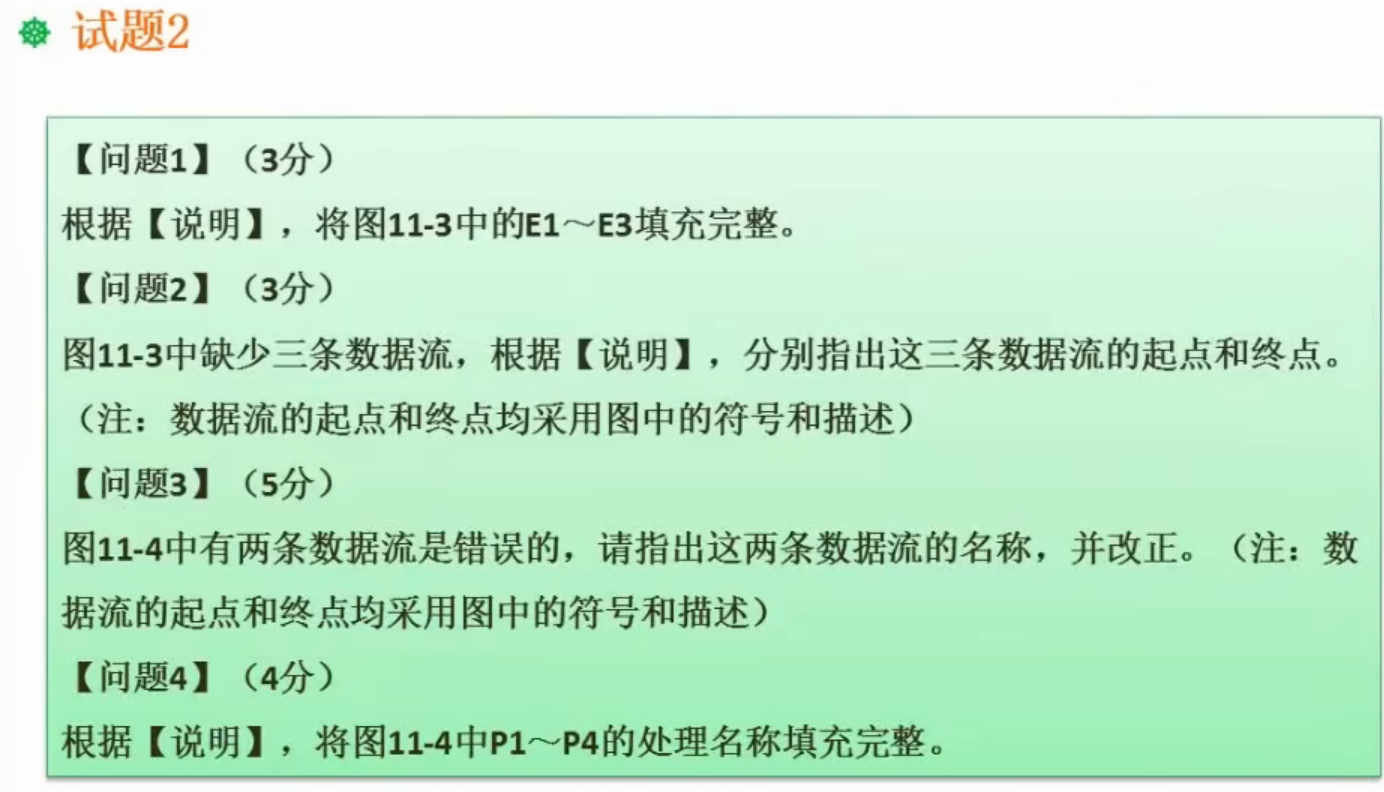 试题2
【问题1】（3分）
根据【说明】，将图11-3中的E1～E3填充完整。
【问题2】（3分）
图11-3中缺少三条数据流，根据【说明】，分别指出这三条数据流的起点和终点。
（注：数据流的起点和终点均采用图中的符号和描述）
【问题3】（5分）
图11-4中有两条数据流是错误的，请指出这两条数据流的名称，并改正。（注：数
据流的起点和终点均采用图中的符号和描述）
【问题4】（4分）
根据【说明】，将图11-4中P1～P4的处理名称填充完整。